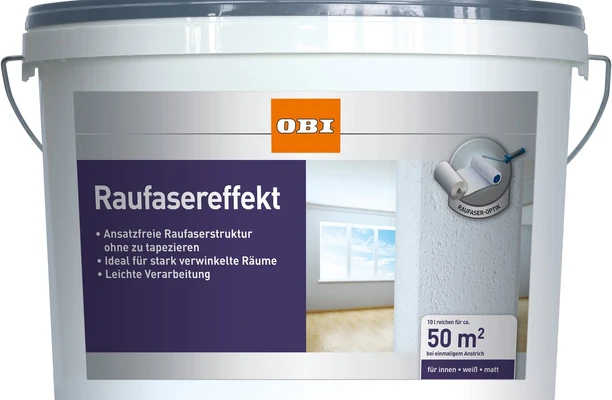 OBI
Raufasereffekt
• Ansatzfreie Raufaserstruktur
ohne zu tapezieren
• Ideal für stark verwinkelte Räume
• Leichte Verarbeitung
RAUFASER-OPTIK
10 l reichen für ca.
50 m²
bei einmaligem Anstrich
für innen • weiß • matt